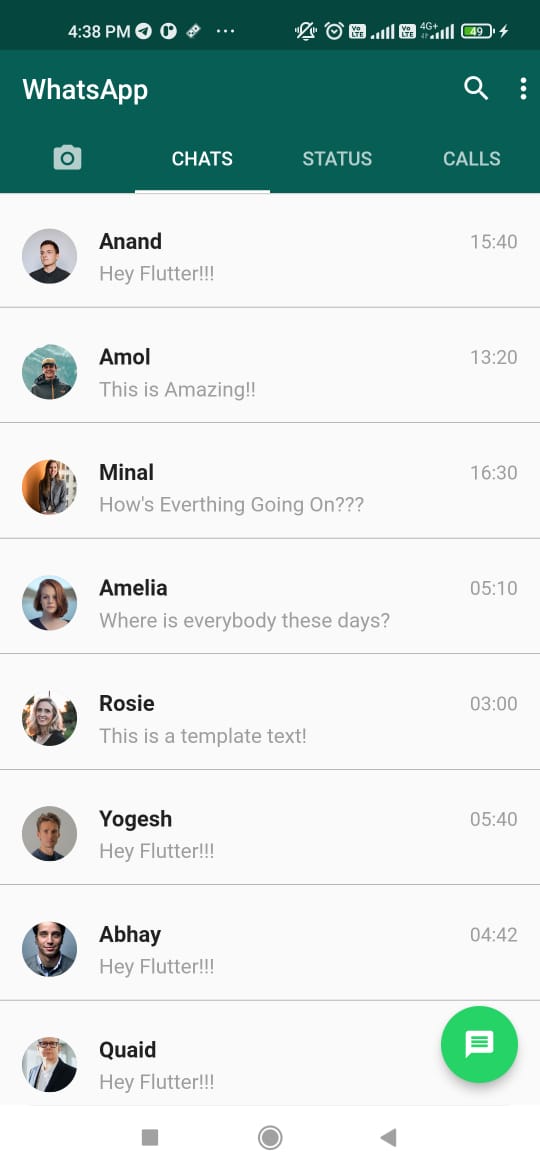 4:38 PM
Vo LTE
Vo LTE
4G+
49
WhatsApp
CHATS
STATUS
CALLS
Anand
15:40
Hey Flutter!!!
Amol
13:20
This is Amazing!!
Minal
16:30
How's Everthing Going On???
Amelia
05:10
Where is everybody these days?
Rosie
03:00
This is a template text!
Yogesh
05:40
Hey Flutter!!!
Abhay
04:42
Hey Flutter!!!
Quaid
Hey Flutter!!!